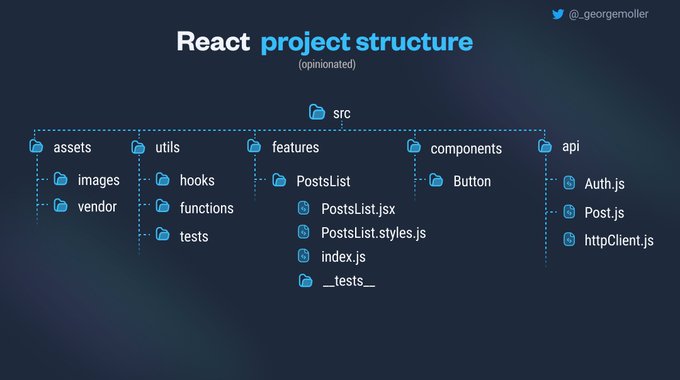 @_georgemoller
React project structure
(opinionated)
src
assets
images
vendor
utils
hooks
functions
tests
features
PostsList
PostsList.jsx
PostsList.styles.js
index.js
__tests__
components
Button
api
Auth.js
Post.js
httpClient.js